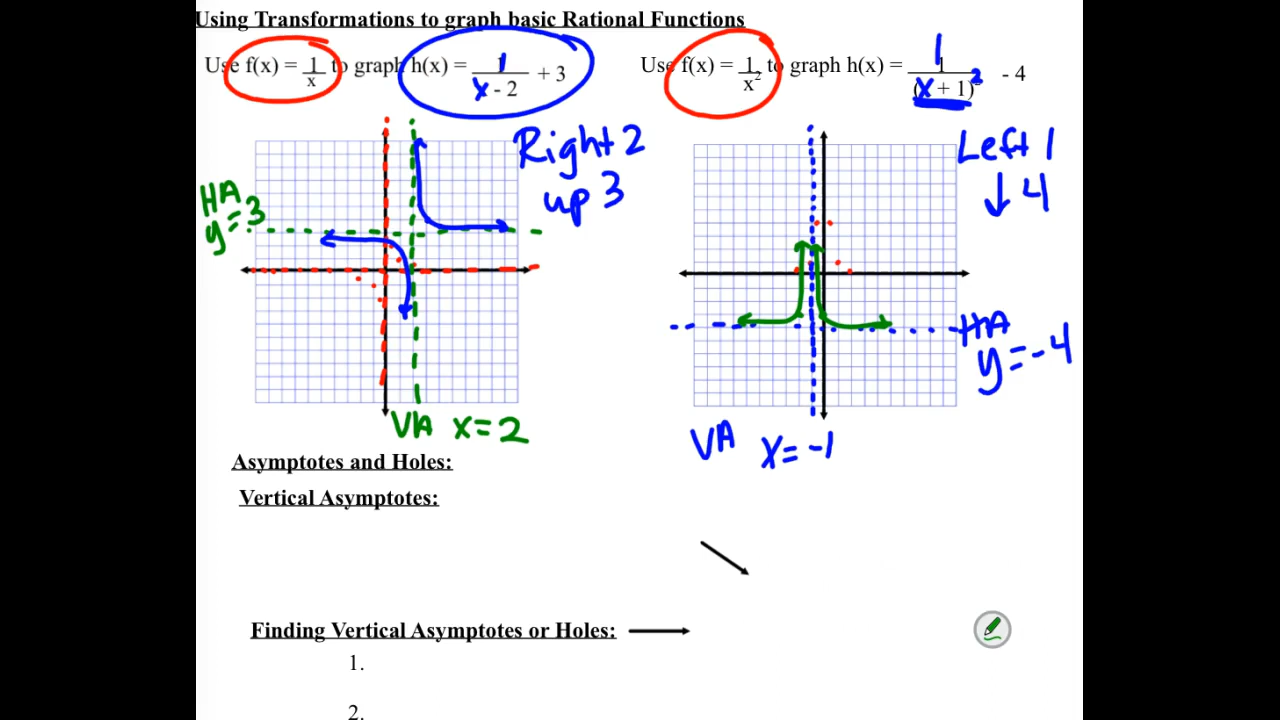 Using Transformations to graph basic Rational Functions
Use f(x) = 1/x to graph h(x) = 1/(x - 2) + 3
Use f(x) = 1/x² to graph h(x) = 1/(x + 1)² - 4
Right 2
up 3
HA
y = 3
VA x = 2
Left 1
↓ 4
HA
y = -4
VA x = -1
Asymptotes and Holes:
Vertical Asymptotes:
Finding Vertical Asymptotes or Holes:
1.
2.